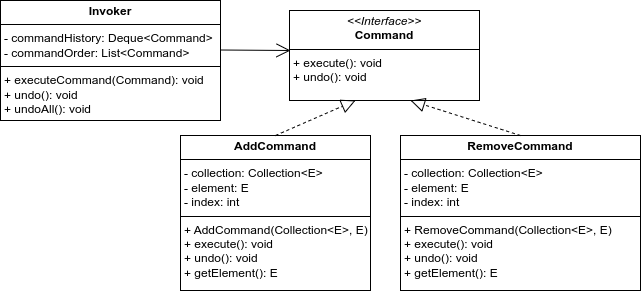 Invoker
- commandHistory: Deque<Command>
- commandOrder: List<Command>
+ executeCommand(Command): void
+ undo(): void
+ undoAll(): void
<<Interface>>
Command
+ execute(): void
+ undo(): void
AddCommand
- collection: Collection<E>
- element: E
- index: int
+ AddCommand(Collection<E>, E)
+ execute(): void
+ undo(): void
+ getElement(): E
RemoveCommand
- collection: Collection<E>
- element: E
- index: int
+ RemoveCommand(Collection<E>, E)
+ execute(): void
+ undo(): void
+ getElement(): E